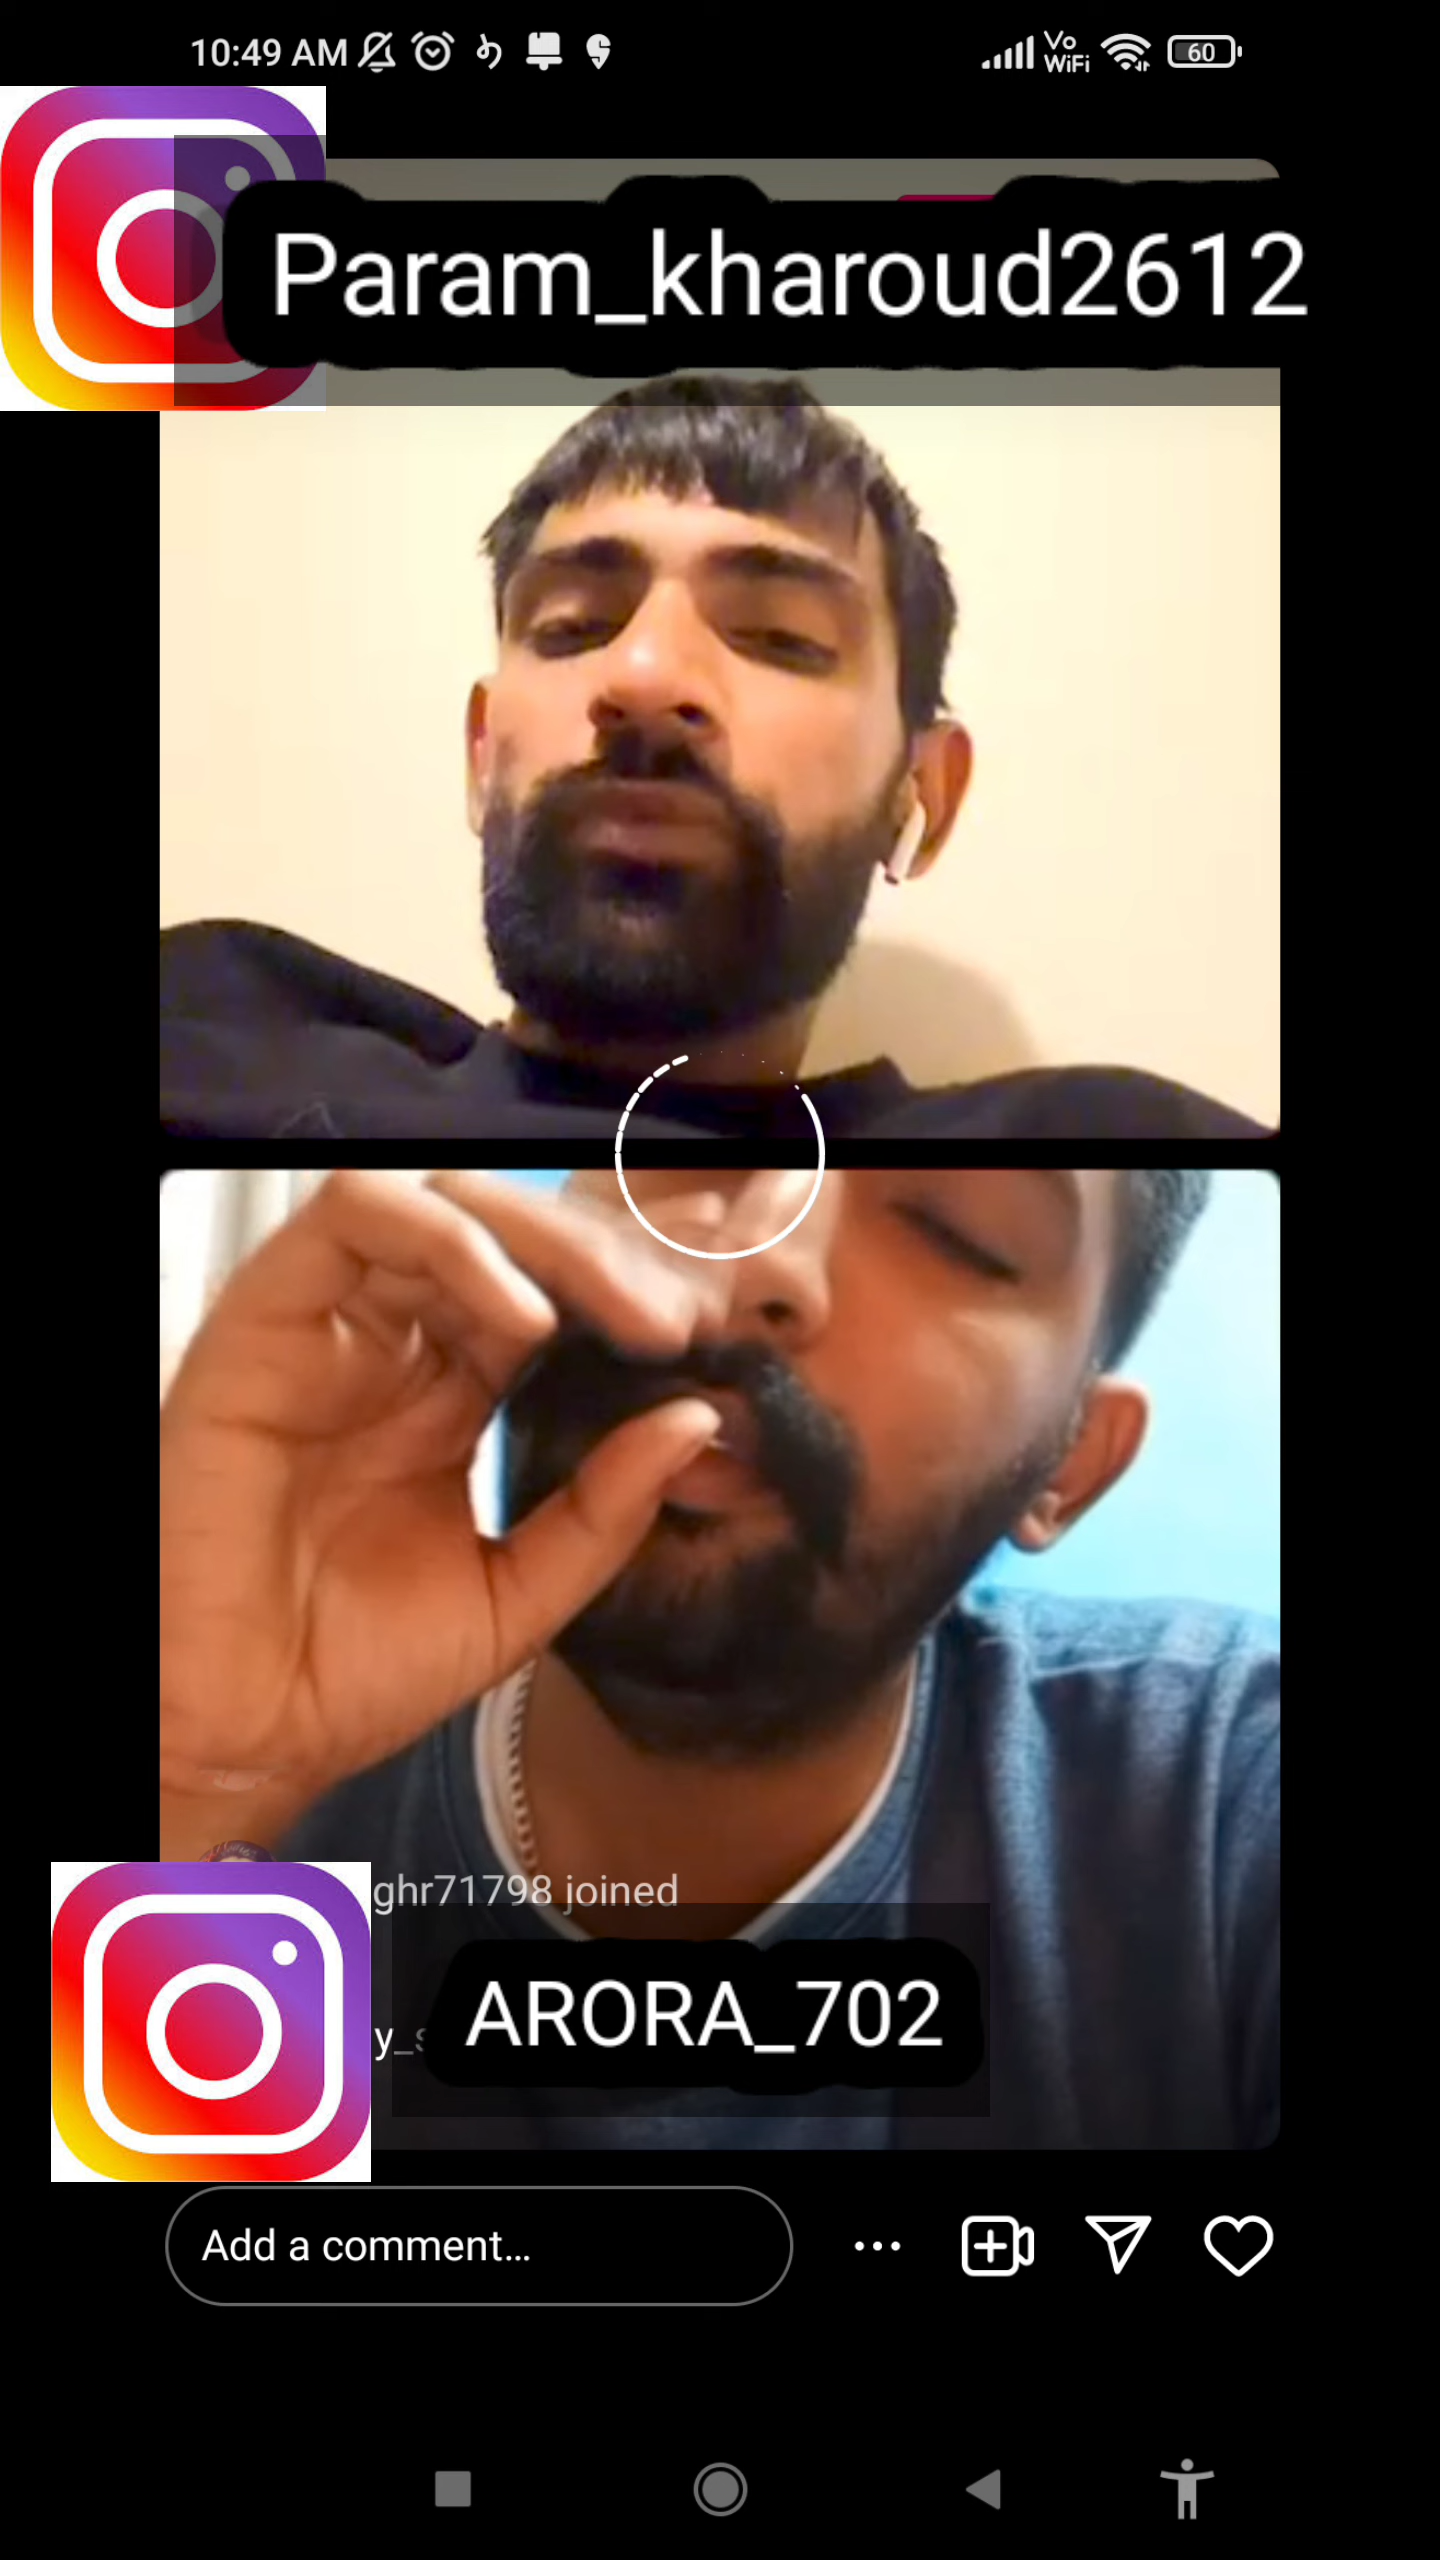 10:49 AM
Vo
WiFi
60
Param_kharoud2612
ghr71798 joined
ARORA_702
Add a comment...